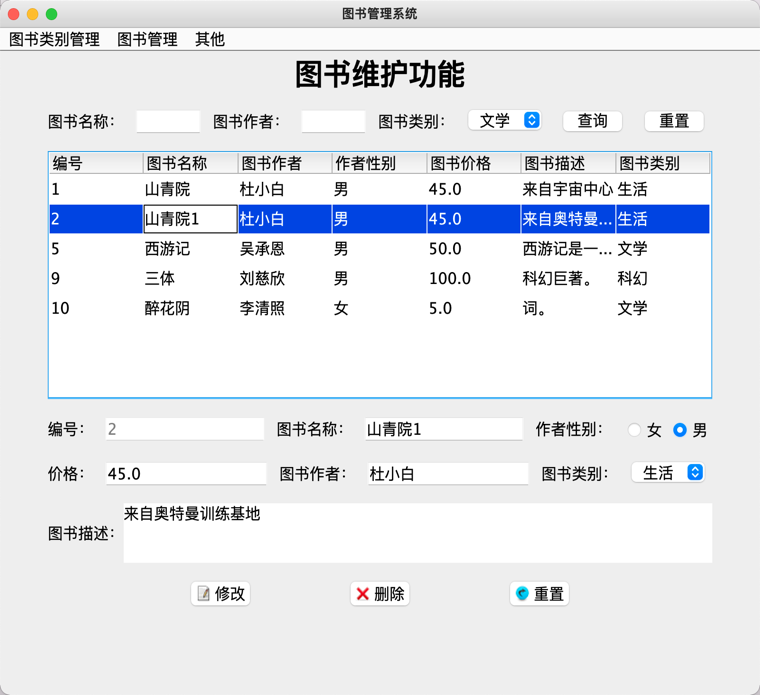 图书管理系统
图书类别管理 图书管理 其他
图书维护功能
图书名称： 图书作者： 图书类别： 文学 查询 重置
编号 图书名称 图书作者 作者性别 图书价格 图书描述 图书类别
1 山青院 杜小白 男 45.0 来自宇宙中心 生活
2 山青院1 杜小白 男 45.0 来自奥特曼... 生活
5 西游记 吴承恩 男 50.0 西游记是一... 文学
9 三体 刘慈欣 男 100.0 科幻巨著。 科幻
10 醉花阴 李清照 女 5.0 词。 文学
编号： 2 图书名称： 山青院1 作者性别： 女 男
价格： 45.0 图书作者： 杜小白 图书类别： 生活
图书描述： 来自奥特曼训练基地
修改 删除 重置